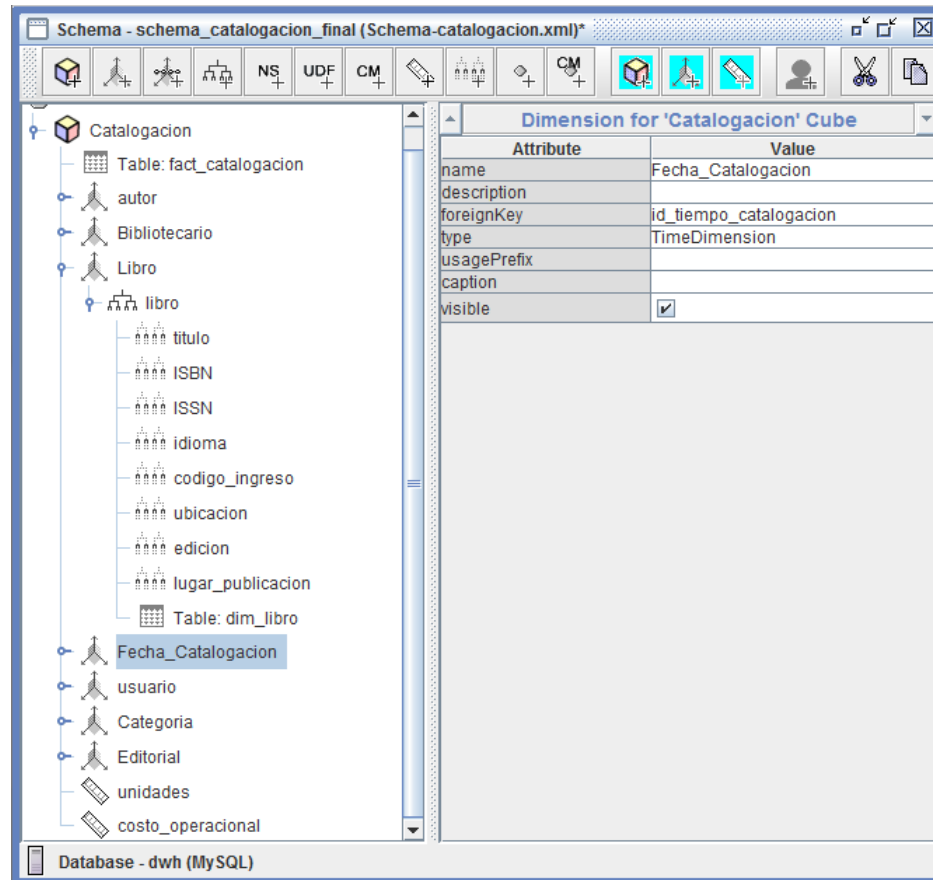 Schema - schema_catalogacion_final (Schema-catalogacion.xml)*
NS UDF CM CM
Catalogacion
Table: fact_catalogacion
autor
Bibliotecario
Libro
libro
titulo
ISBN
ISSN
idioma
codigo_ingreso
ubicacion
edicion
lugar_publicacion
Table: dim_libro
Fecha_Catalogacion
usuario
Categoria
Editorial
unidades
costo_operacional
Dimension for 'Catalogacion' Cube
Attribute Value
name Fecha_Catalogacion
description
foreignKey id_tiempo_catalogacion
type TimeDimension
usagePrefix
caption
visible
Database - dwh (MySQL)